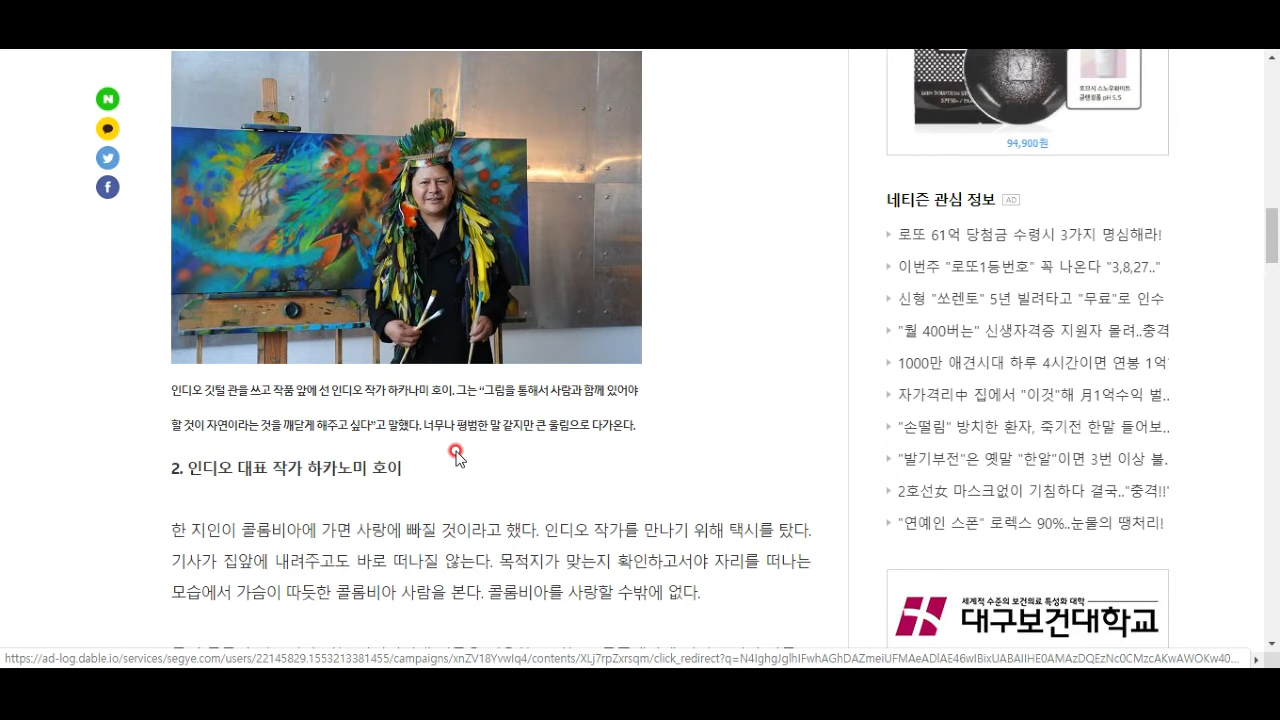 인디오 깃털 관을 쓰고 작품 앞에 선 인디오 작가 하카나미 호이. 그는 “그림을 통해서 사람과 함께 있어야
할 것이 자연이라는 것을 깨닫게 해주고 싶다”고 말했다. 너무나 평범한 말 같지만 큰 울림으로 다가온다.
2. 인디오 대표 작가 하카노미 호이
한 지인이 콜롬비아에 가면 사랑에 빠질 것이라고 했다. 인디오 작가를 만나기 위해 택시를 탔다.
기사가 집앞에 내려주고도 바로 떠나질 않는다. 목적지가 맞는지 확인하고서야 자리를 떠나는
모습에서 가슴이 따듯한 콜롬비아 사람을 본다. 콜롬비아를 사랑할 수밖에 없다.
포브시 스노우화이트
클렌징폼 pH 5.5
94,900원
네티즌 관심 정보 AD
로또 61억 당첨금 수령시 3가지 명심해라!
이번주 "로또1등번호" 꼭 나온다 "3,8,27.."
신형 "쏘렌토" 5년 빌려타고 "무료"로 인수
"월 400버는" 신생자격증 지원자 몰려..충격
1000만 애견시대 하루 4시간이면 연봉 1억
자가격리中 집에서 "이것"해 月1억수익 벌..
"손떨림" 방치한 환자, 죽기전 한말 들어보..
"발기부전"은 옛말 "한알"이면 3번 이상 불.
2호선女 마스크없이 기침하다 결국.."충격!!"
"연예인 스폰" 로렉스 90%..눈물의 땡처리!
세계적 수준의 보건의료 특성화 대학
대구보건대학교